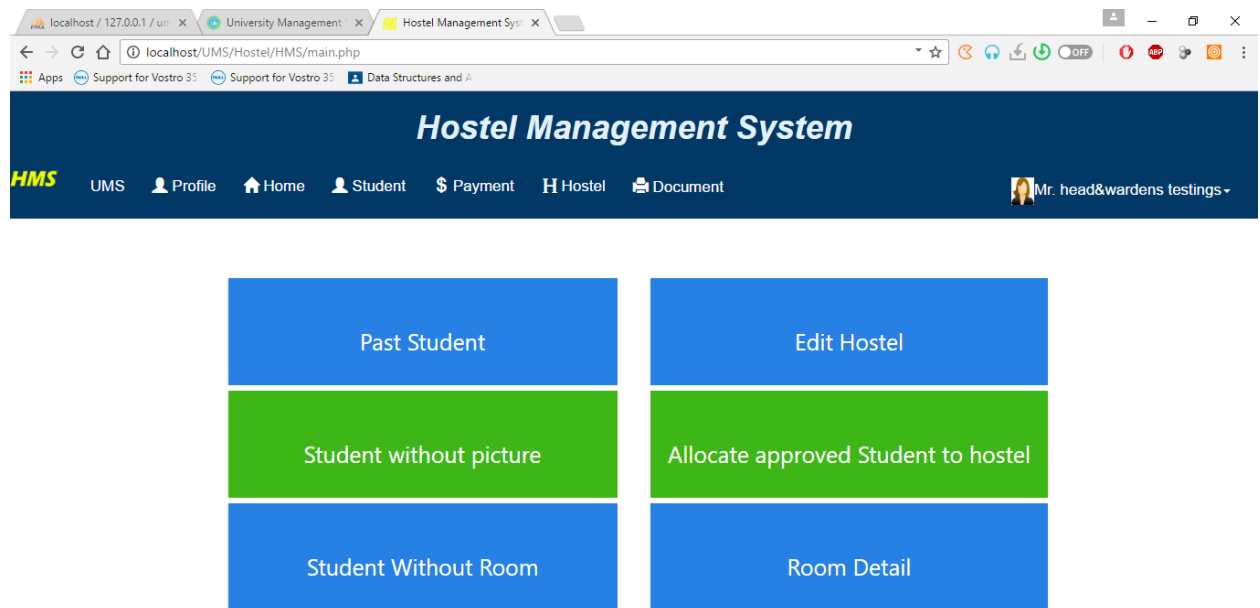 localhost / 127.0.0.1 / um
University Management
Hostel Management Syst
localhost/UMS/Hostel/HMS/main.php
OFF
ABP
Apps
Support for Vostro 35
Support for Vostro 35
Data Structures and A
Hostel Management System
HMS UMS Profile Home Student $ Payment H Hostel Document Mr. head&wardens testings
Past Student Edit Hostel
Student without picture Allocate approved Student to hostel
Student Without Room Room Detail